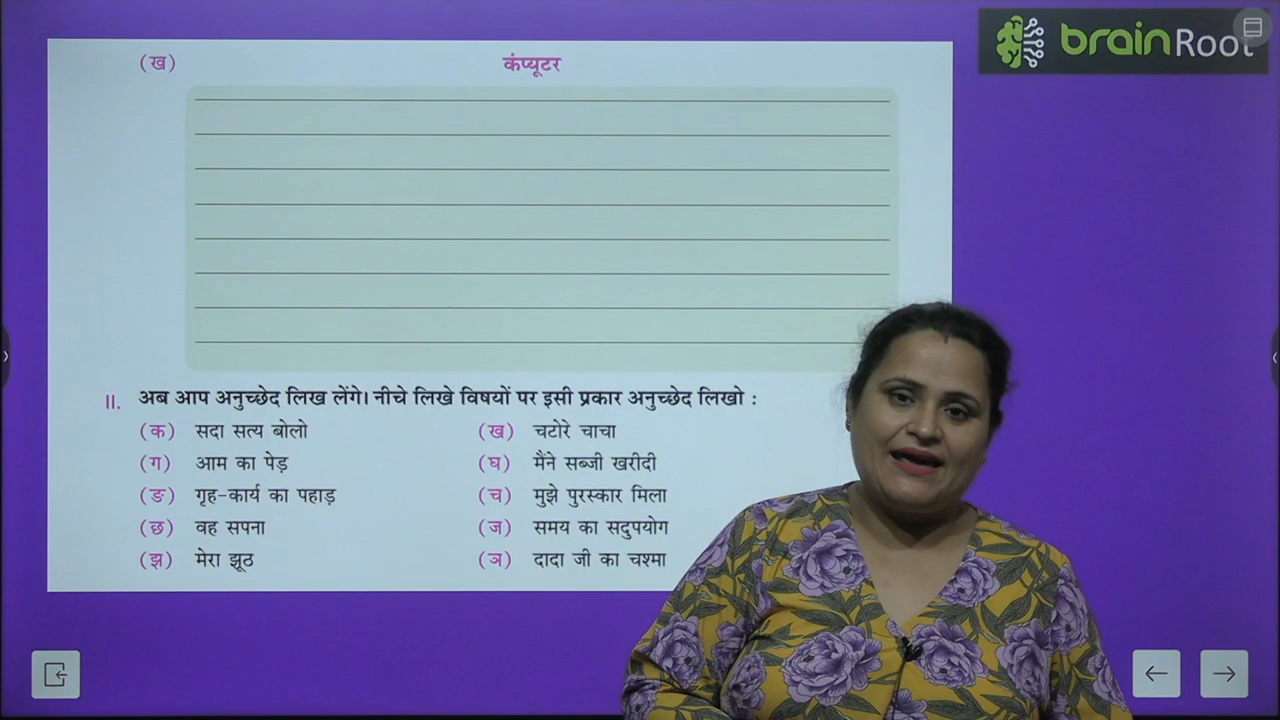 brainRoot
(ख) कंप्यूटर
II. अब आप अनुच्छेद लिख लेंगे। नीचे लिखे विषयों पर इसी प्रकार अनुच्छेद लिखो :
(क) सदा सत्य बोलो (ख) चटोरे चाचा
(ग) आम का पेड़ (घ) मैंने सब्जी खरीदी
(ङ) गृह-कार्य का पहाड़ (च) मुझे पुरस्कार मिला
(छ) वह सपना (ज) समय का सदुपयोग
(झ) मेरा झूठ (ञ) दादा जी का चश्मा